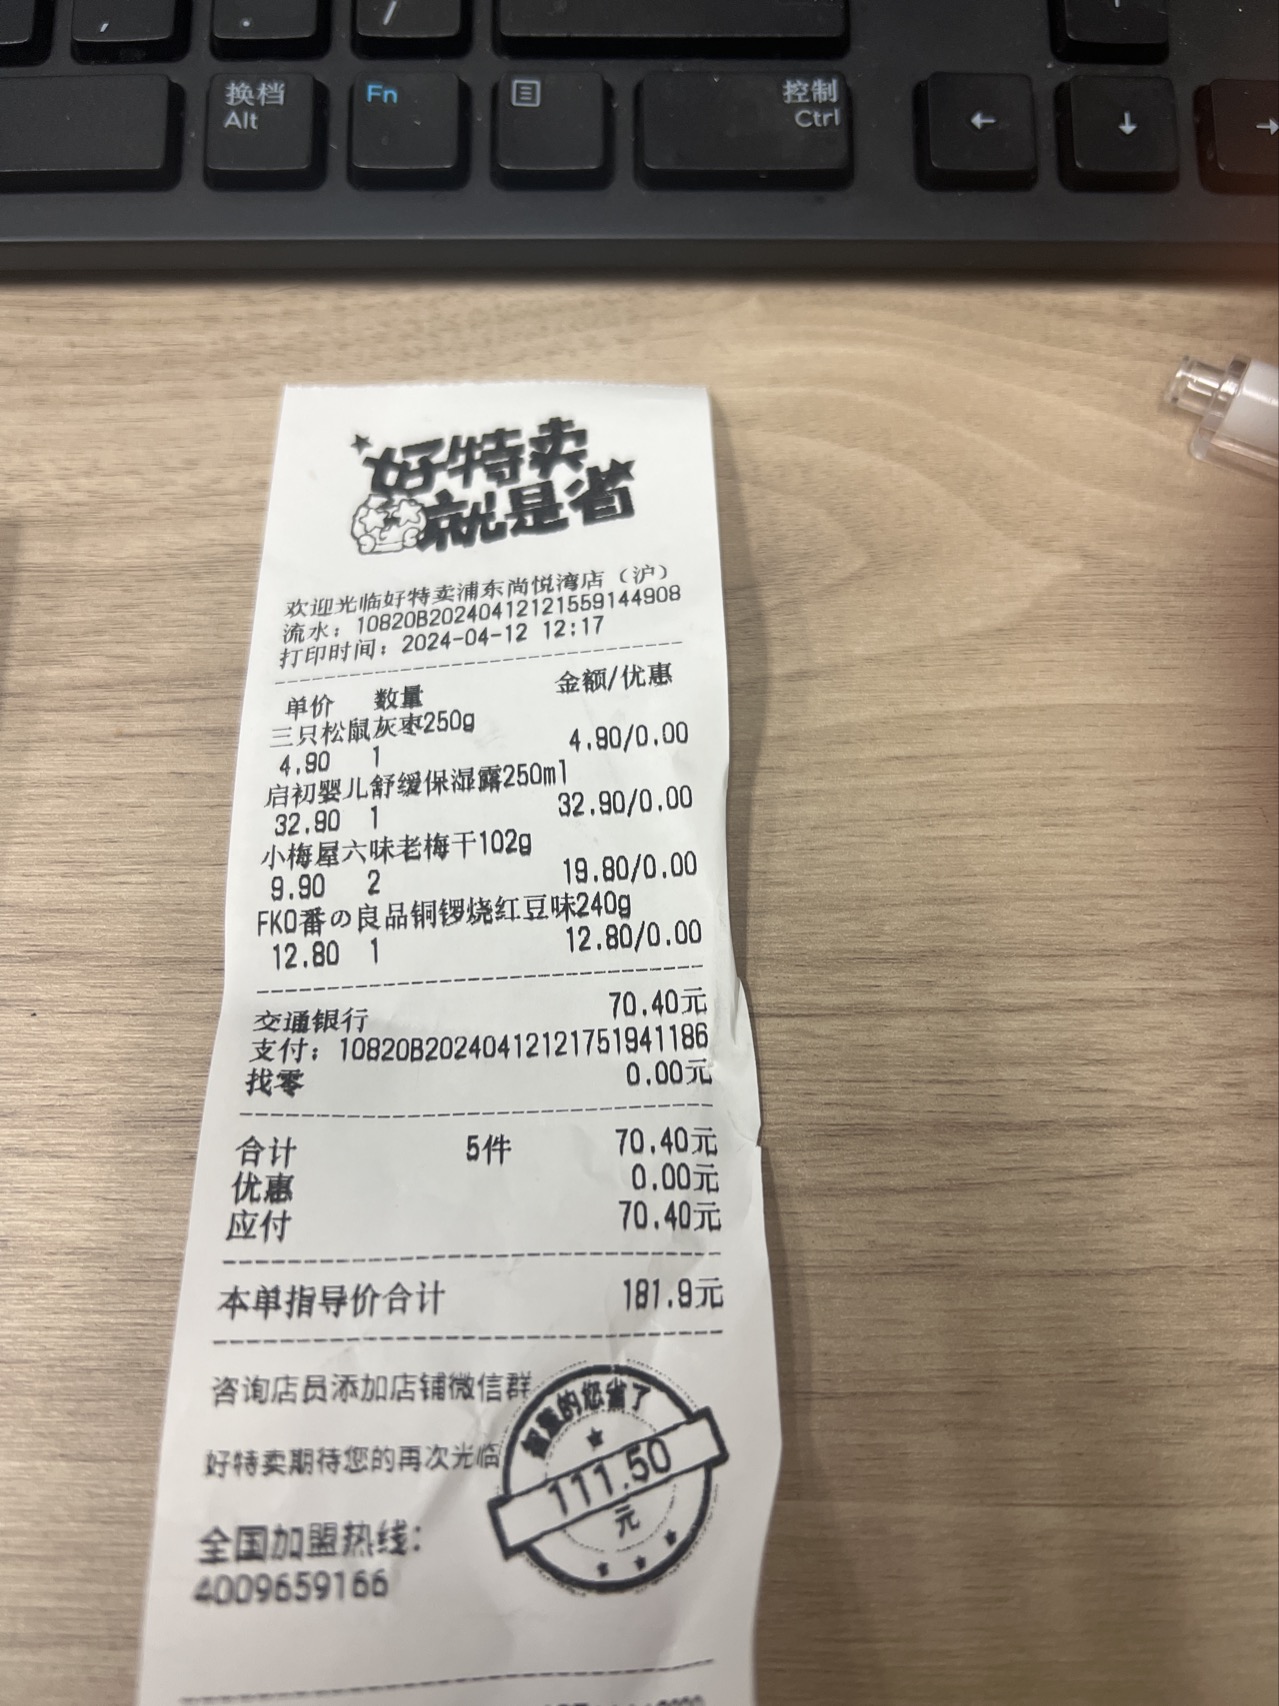 ,
.
/
换档
Alt
Fn
控制
Ctrl
←
↓
→
好特卖
就是省
欢迎光临好特卖浦东尚悦湾店（沪）
流水：10820B20240412121559144908
打印时间：2024-04-12 12:17
单价 数量 金额/优惠
三只松鼠灰枣250g
4.90 1 4.90/0.00
启初婴儿舒缓保湿露250ml
32.90 1 32.90/0.00
小梅屋六味老梅干102g
9.90 2 19.80/0.00
FKO番の良品铜锣烧红豆味240g
12.80 1 12.80/0.00
交通银行 70.40元
支付：10820B20240412121751941186
找零 0.00元
合计 5件 70.40元
优惠 0.00元
应付 70.40元
本单指导价合计 181.9元
咨询店员添加店铺微信群
好特卖期待您的再次光临
智慧的您省了
111.50
元
全国加盟热线：
4009659166